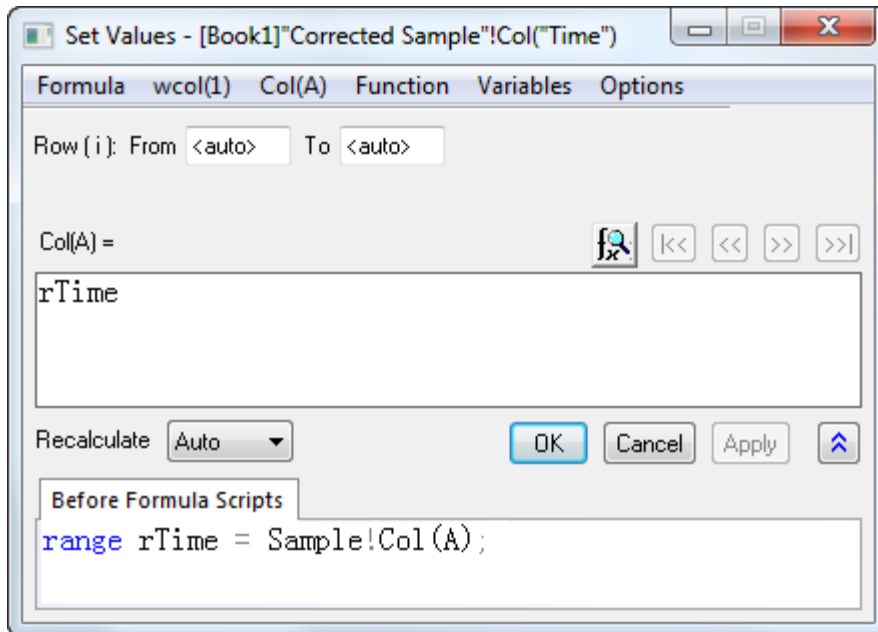 Set Values - [Book1]"Corrected Sample"!Col("Time")
Formula wcol(1) Col(A) Function Variables Options
Row (i): From <auto> To <auto>
Col(A) =
fx |<< << >> >>|
rTime
Recalculate Auto OK Cancel Apply
Before Formula Scripts
range rTime = Sample!Col(A);